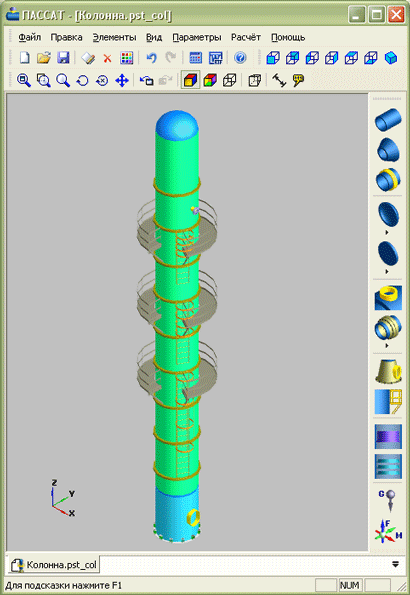 ПАССАТ - [Колонна.pst_col]
Файл Правка Элементы Вид Параметры Расчёт Помощь
Z
Y
X
G
F
M
Колонна.pst_col
Для подсказки нажмите F1
NUM